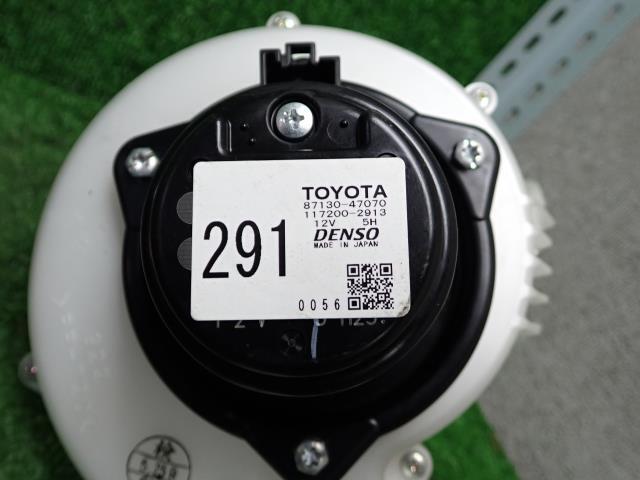 TOYOTA
87130-47070
117200-2913
12V 5H
DENSO
MADE IN JAPAN
291
0056